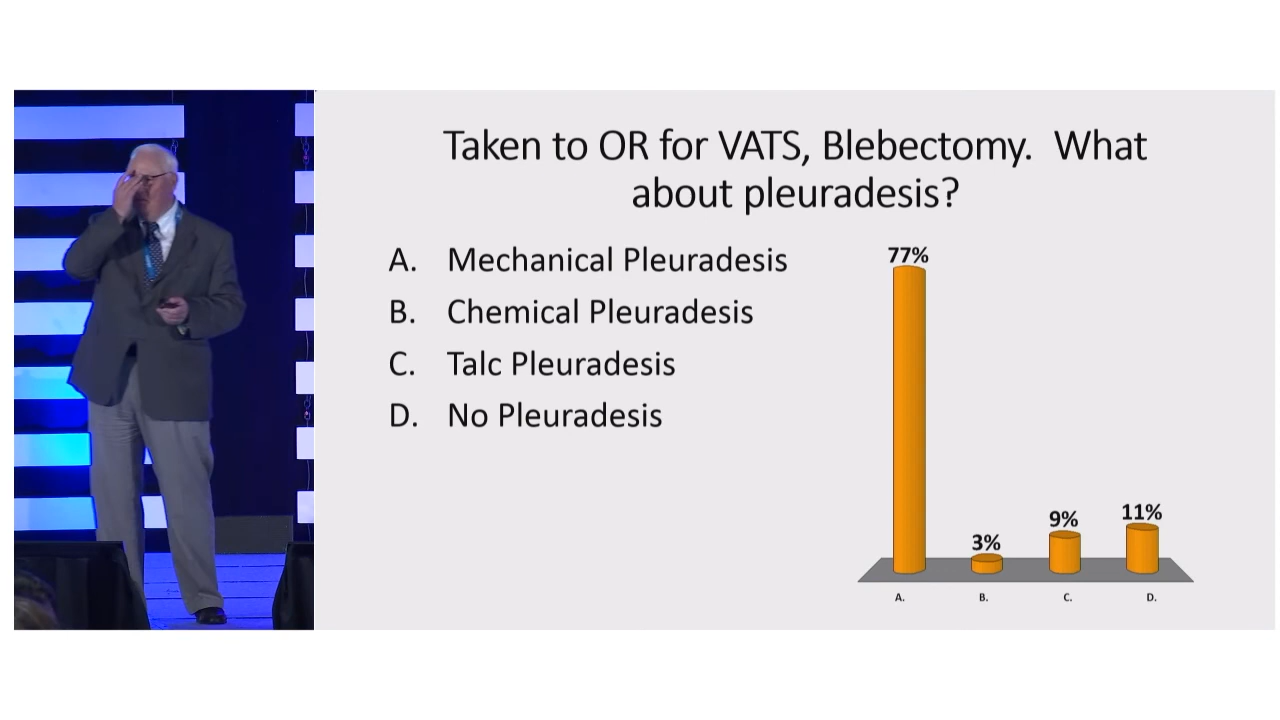 Taken to OR for VATS, Blebectomy.  What
about pleuradesis?
A. Mechanical Pleuradesis
B. Chemical Pleuradesis
C. Talc Pleuradesis
D. No Pleuradesis
77%
3%
9%
11%
A.
B.
C.
D.